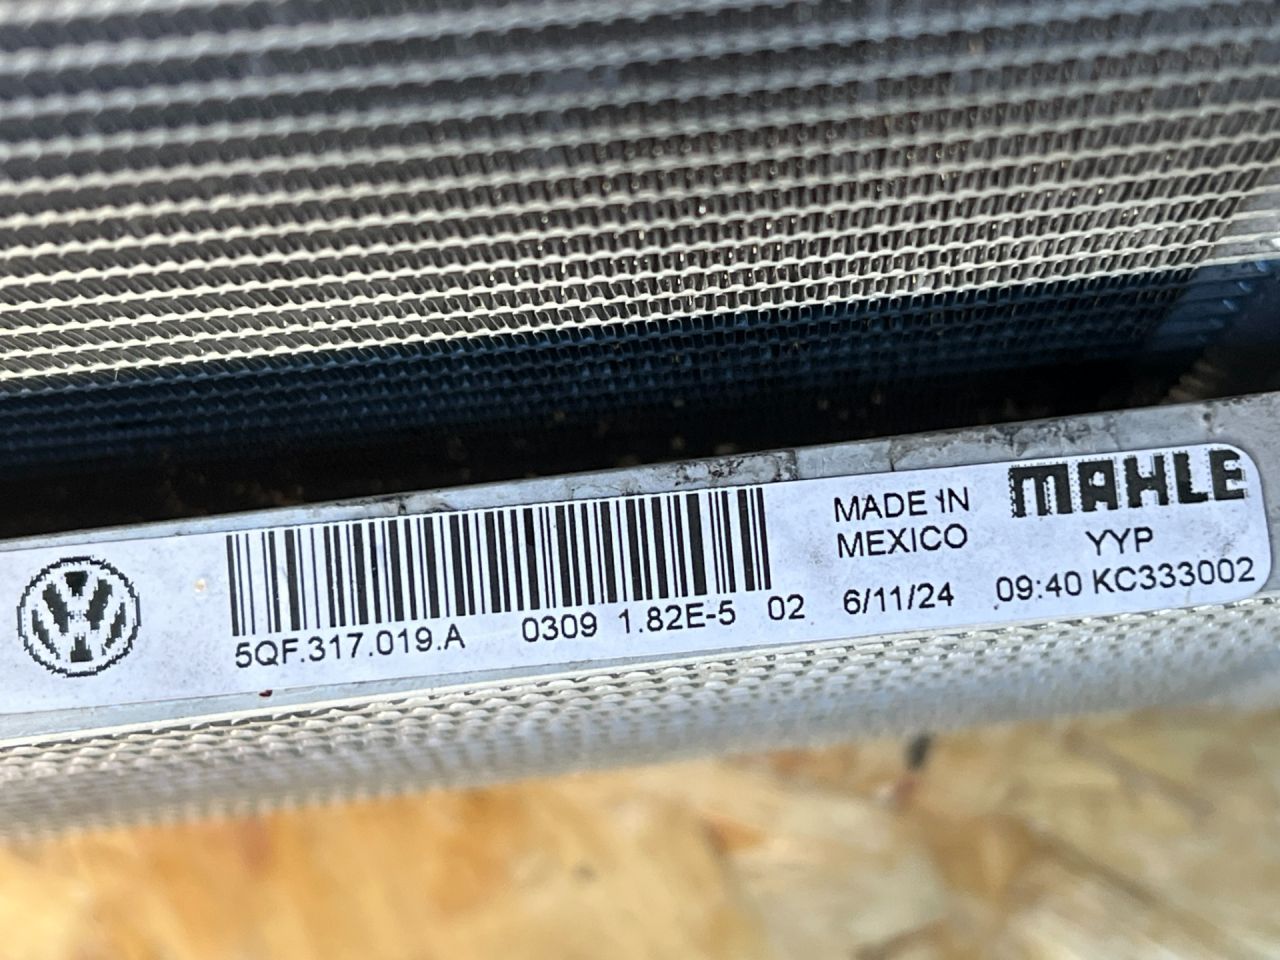 MADE IN
MEXICO
MAHLE
YYP
5QF.317.019.A 0309 1.82E-5 02 6/11/24 09:40 KC333002